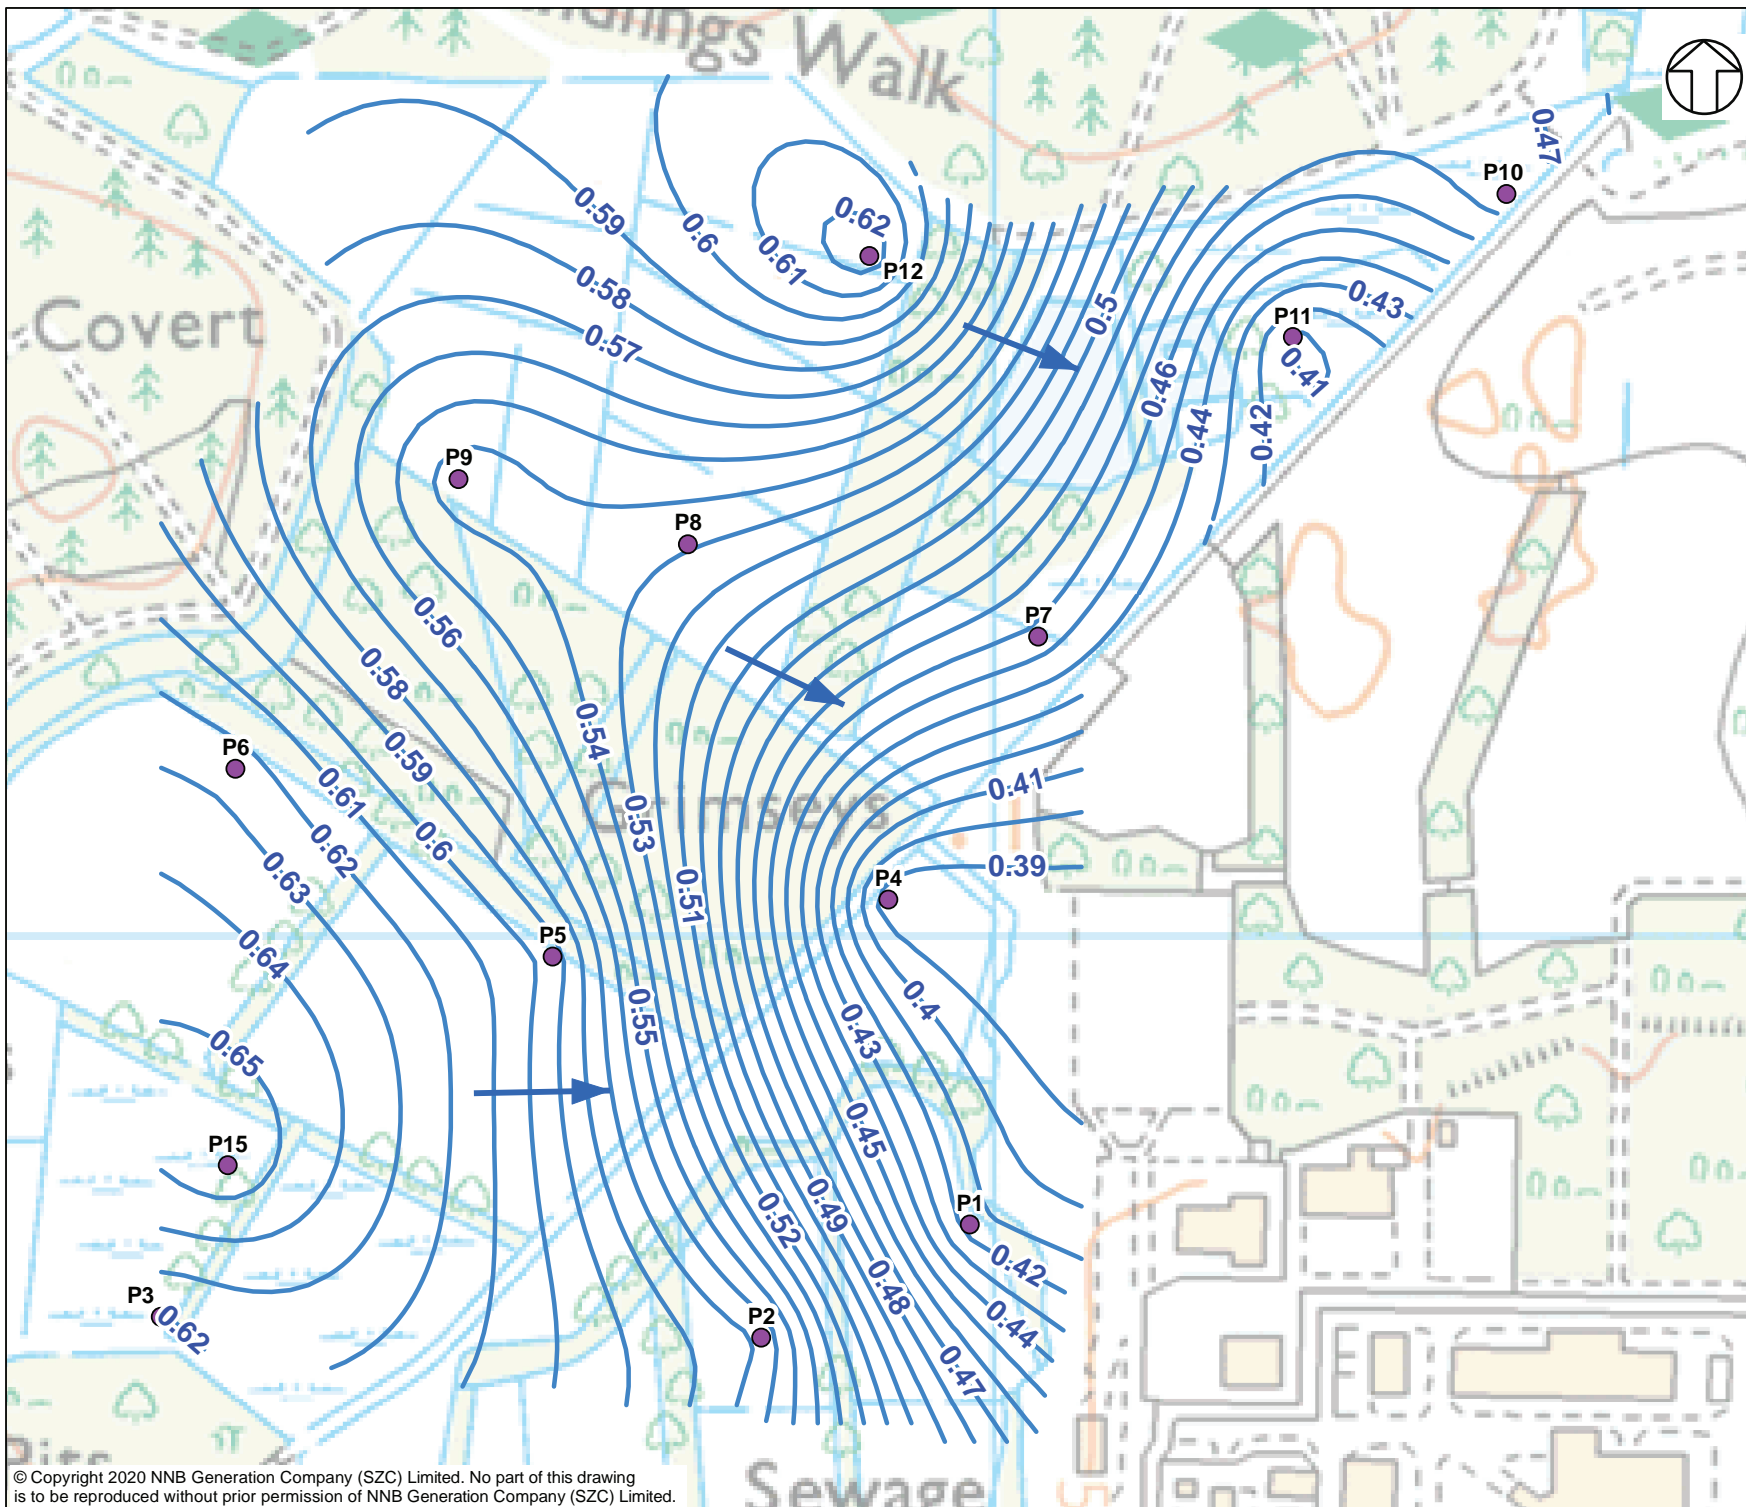 Walk
0.47
P10
0.59
0.6
0.62
0.61
P12
0.58
0.5
0.43
P11
0.57
0.41
Covert
0.46
0.44
0.42
P9
P8
0.56
P7
0.58
0.54
0.59
P6
0.61
0.41
Grimseys
0.53
0.6
0.62
0.39
0.63
P4
0.51
P5
0.64
0.4
0.55
0.43
0.65
0.45
P15
P1
0.49
0.52
0.42
0.48
P3
0.62
P2
0.44
0.47
Sewage
© Copyright 2020 NNB Generation Company (SZC) Limited. No part of this drawing
is to be reproduced without prior permission of NNB Generation Company (SZC) Limited.